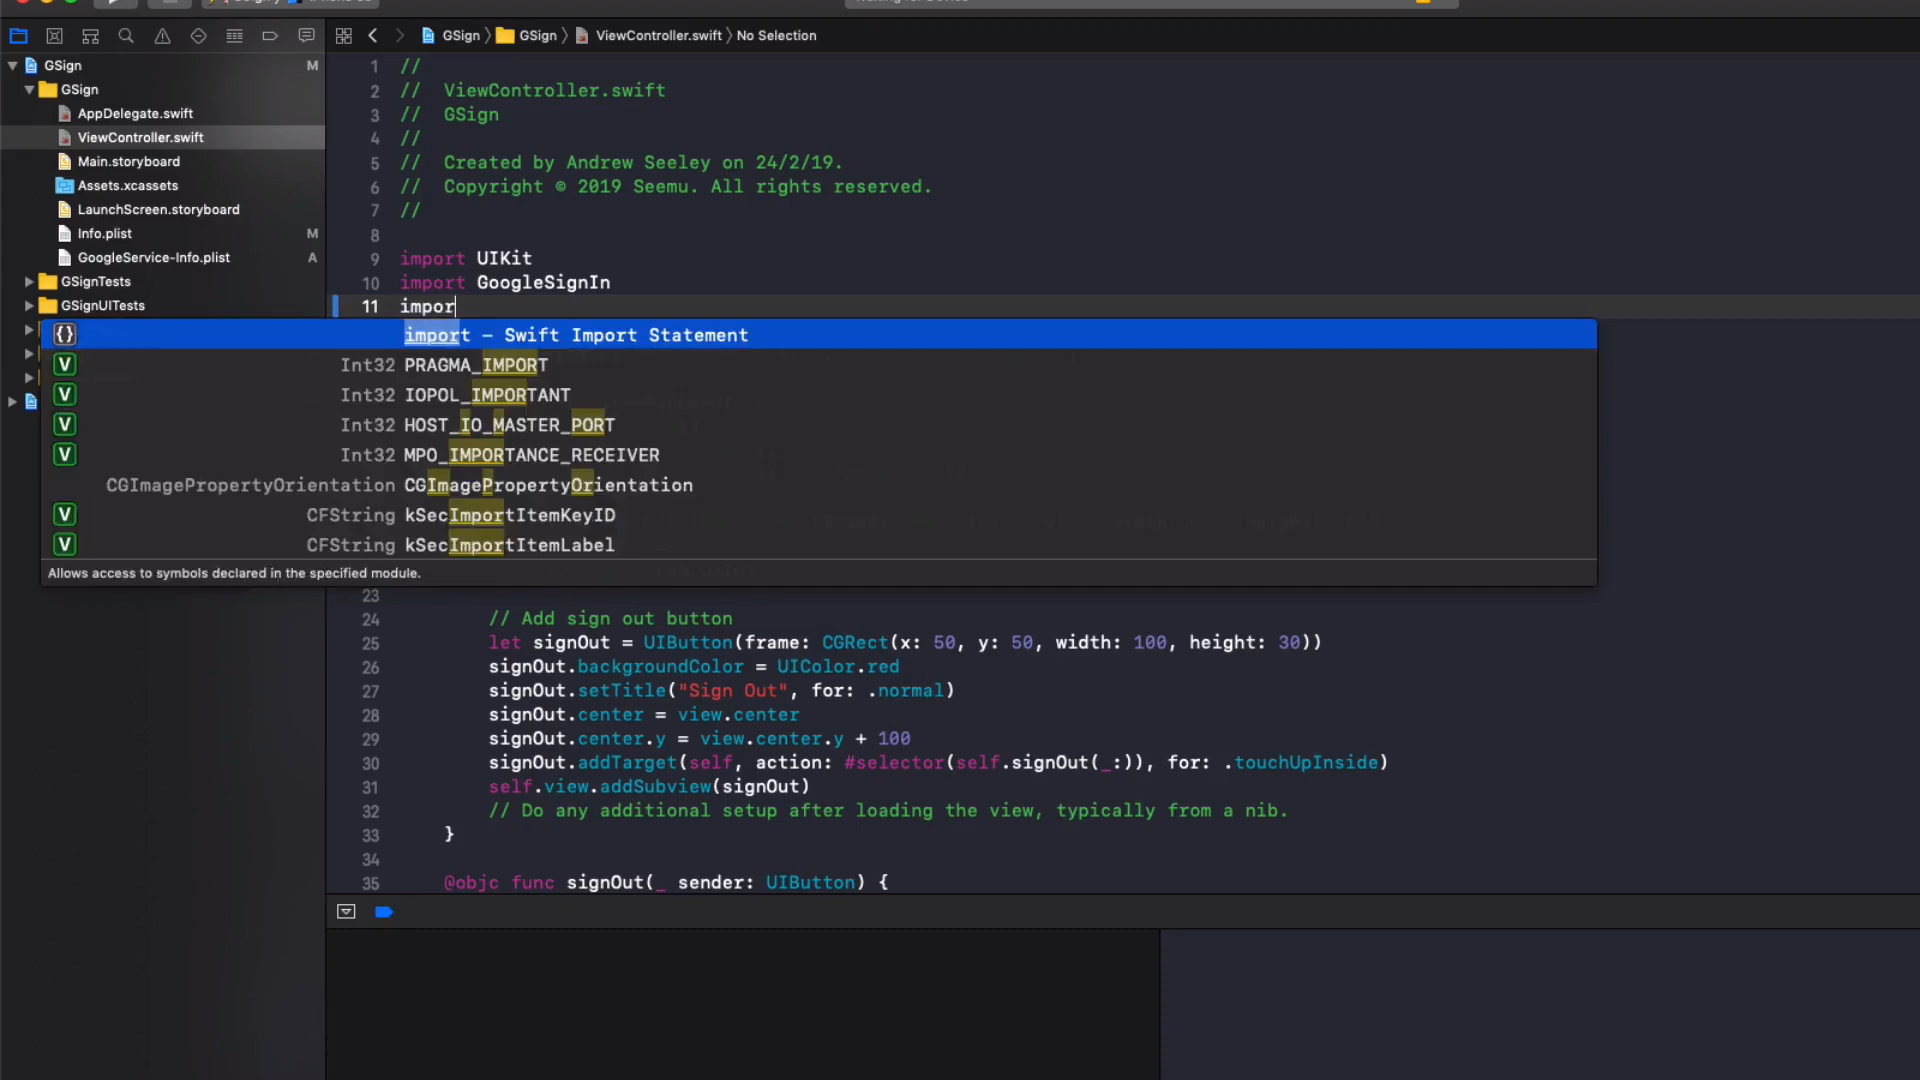 GSign 〉 GSign 〉 ViewController.swift 〉 No Selection
GSign M
GSign
AppDelegate.swift
ViewController.swift
Main.storyboard
Assets.xcassets
LaunchScreen.storyboard
Info.plist M
GoogleService-Info.plist A
GSignTests
GSignUITests
1 //
2 // ViewController.swift
3 // GSign
4 //
5 // Created by Andrew Seeley on 24/2/19.
6 // Copyright © 2019 Seemu. All rights reserved.
7 //
8
9 import UIKit
10 import GoogleSignIn
11 impor
{} import – Swift Import Statement
V Int32 PRAGMA_IMPORT
V Int32 IOPOL_IMPORTANT
V Int32 HOST_IO_MASTER_PORT
V Int32 MPO_IMPORTANCE_RECEIVER
CGImagePropertyOrientation CGImagePropertyOrientation
V CFString kSecImportItemKeyID
V CFString kSecImportItemLabel
Allows access to symbols declared in the specified module.
23
24 // Add sign out button
25 let signOut = UIButton(frame: CGRect(x: 50, y: 50, width: 100, height: 30))
26 signOut.backgroundColor = UIColor.red
27 signOut.setTitle("Sign Out", for: .normal)
28 signOut.center = view.center
29 signOut.center.y = view.center.y + 100
30 signOut.addTarget(self, action: #selector(self.signOut(_:)), for: .touchUpInside)
31 self.view.addSubview(signOut)
32 // Do any additional setup after loading the view, typically from a nib.
33 }
34
35 @objc func signOut(_ sender: UIButton) {